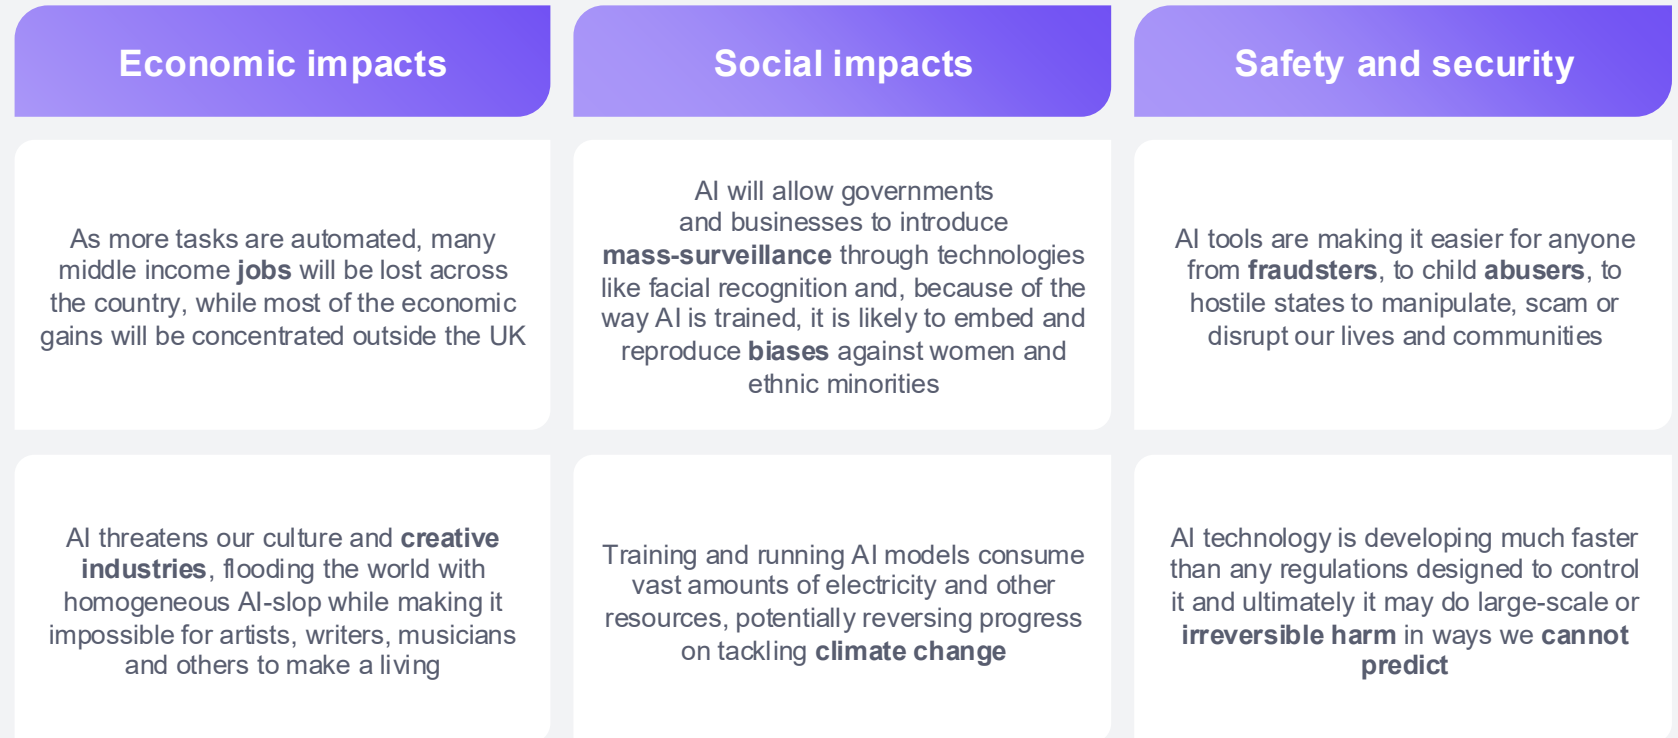 Economic impacts
Social impacts
Safety and security
As more tasks are automated, many
middle income jobs will be lost across
the country, while most of the economic
gains will be concentrated outside the UK
AI will allow governments
and businesses to introduce
mass-surveillance through technologies
like facial recognition and, because of the
way AI is trained, it is likely to embed and
reproduce biases against women and
ethnic minorities
AI tools are making it easier for anyone
from fraudsters, to child abusers, to
hostile states to manipulate, scam or
disrupt our lives and communities
AI threatens our culture and creative
industries, flooding the world with
homogeneous AI-slop while making it
impossible for artists, writers, musicians
and others to make a living
Training and running AI models consume
vast amounts of electricity and other
resources, potentially reversing progress
on tackling climate change
AI technology is developing much faster
than any regulations designed to control
it and ultimately it may do large-scale or
irreversible harm in ways we cannot
predict